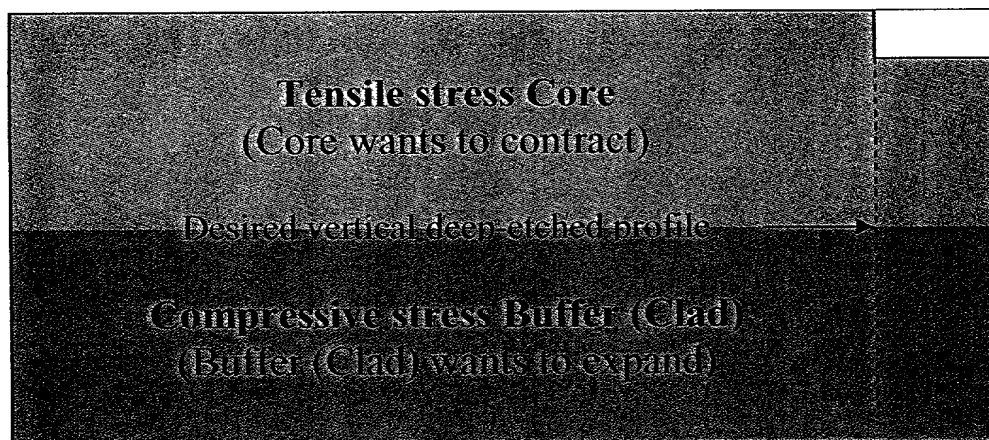 Tensile stress Core
(Core wants to contract)
Desired vertical deep etched profile
Compressive stress Buffer (Clad)
(Buffer (Clad) wants to expand)